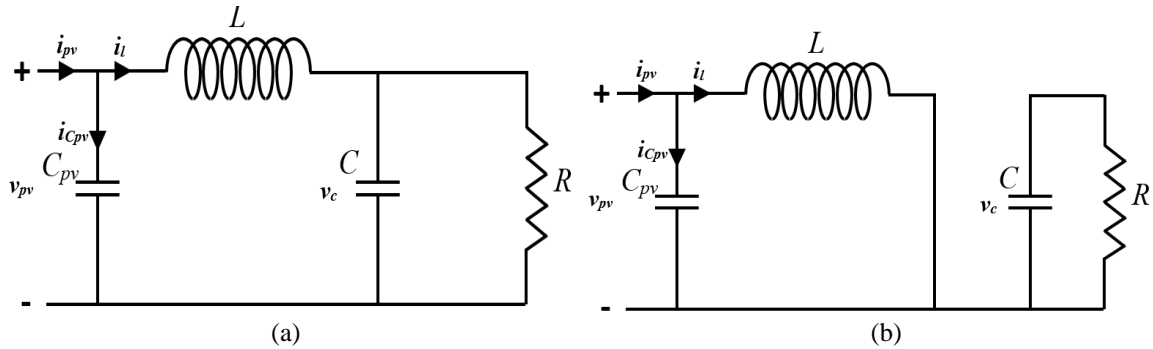 L
i_pv
i_l
+
i_Cpv
C_pv
v_pv
C
v_c
R
-
(a)
L
i_pv
i_l
+
i_Cpv
C_pv
v_pv
C
v_c
R
-
(b)